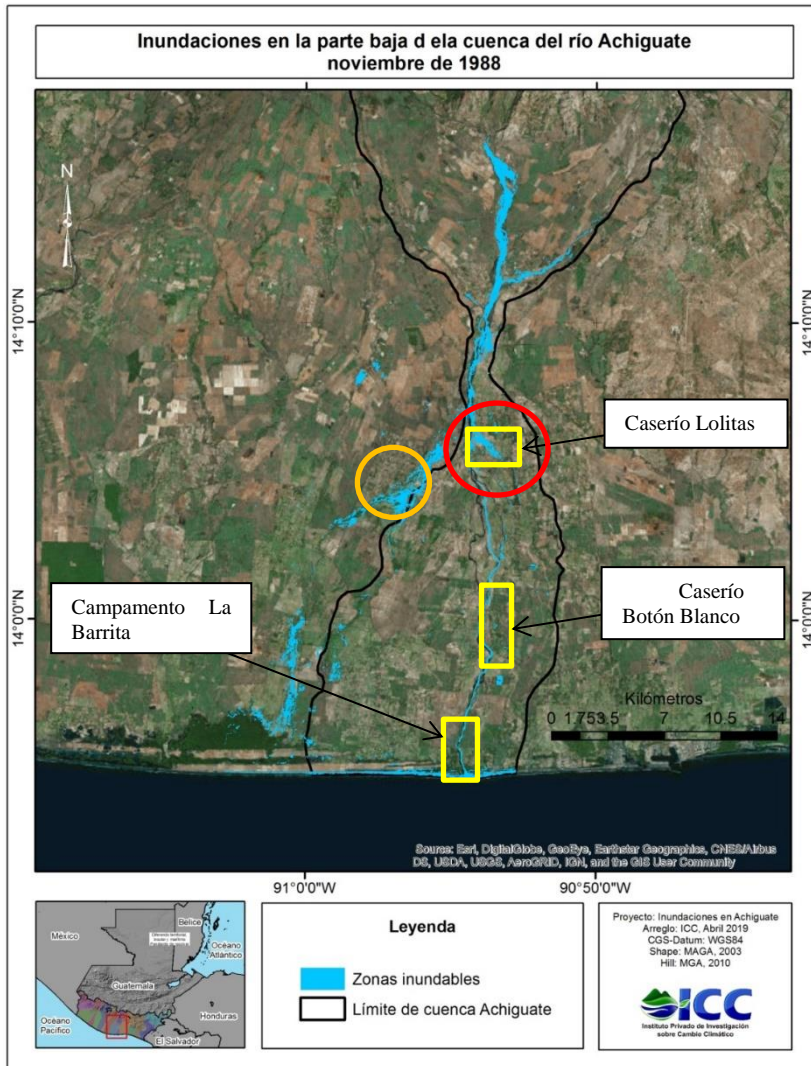 Inundaciones en la parte baja d ela cuenca del río Achiguate
noviembre de 1988
N
14°10'0"N
14°10'0"N
Caserío Lolitas
Campamento La
Barrita
Caserío
Botón Blanco
14°0'0"N
14°0'0"N
Kilómetros
0 1.753.5 7 10.5 14
Source: Esri, DigitalGlobe, GeoEye, Earthstar Geographics, CNES/Airbus
DS, USDA, USGS, AeroGRID, IGN, and the GIS User Community
91°0'0"W
90°50'0"W
México
Belice
Océano
Atlántico
Guatemala
Honduras
Océano
Pacífico
El Salvador
Leyenda
Zonas inundables
Límite de cuenca Achiguate
Proyecto: Inundaciones en Achiguate
Arreglo: ICC, Abril 2019
CGS-Datum: WGS84
Shape: MAGA, 2003
Hill: MGA, 2010
ICC
Instituto Privado de Investigación
sobre Cambio Climático